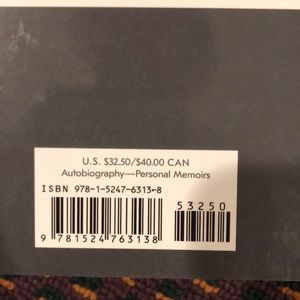 U.S. $32.50/$40.00 CAN
Autobiography—Personal Memoirs
ISBN 978-1-5247-6313-8
53250
9 781524 763138